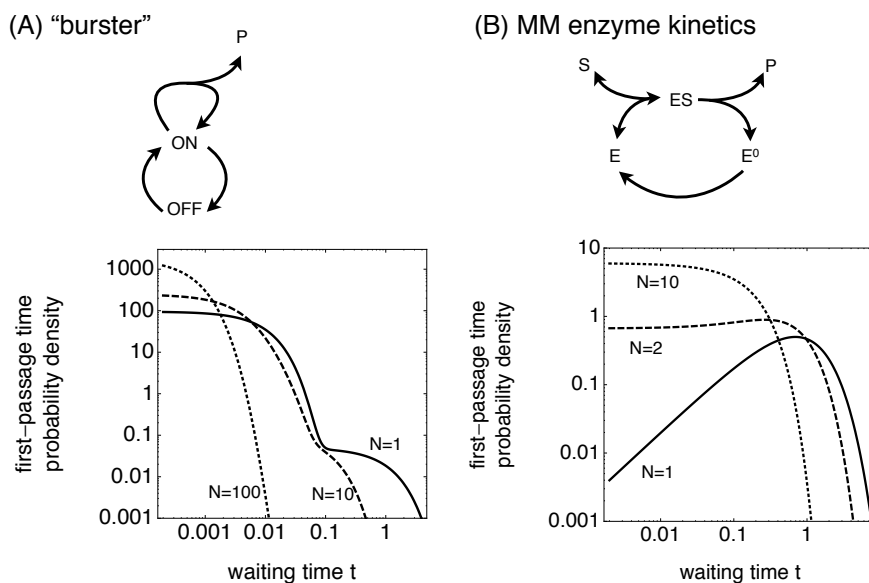 (A) “burster”
P
ON
OFF
first−passage time
probability density
1000
100
10
1
0.1
0.01
0.001
N=1
N=100
N=10
0.001
0.01
0.1
1
waiting time t
(B) MM enzyme kinetics
S
P
ES
E
E⁰
first−passage time
probability density
10
1
0.1
0.01
0.001
N=10
N=2
N=1
0.01
0.1
1
waiting time t